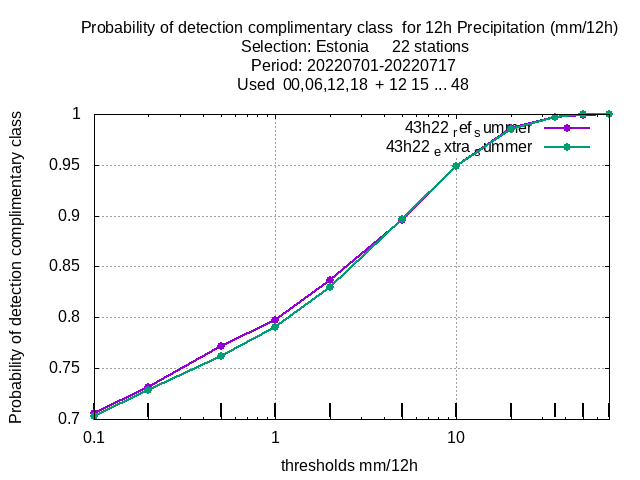 Probability of detection complimentary class for 12h Precipitation (mm/12h)
Selection: Estonia 22 stations
Period: 20220701-20220717
Used 00,06,12,18 + 12 15 ... 48
Probability of detection complimentary class
1
0.95
0.9
0.85
0.8
0.75
0.7
43h22 ref summer
43h22 extra summer
0.1 1 10
thresholds mm/12h